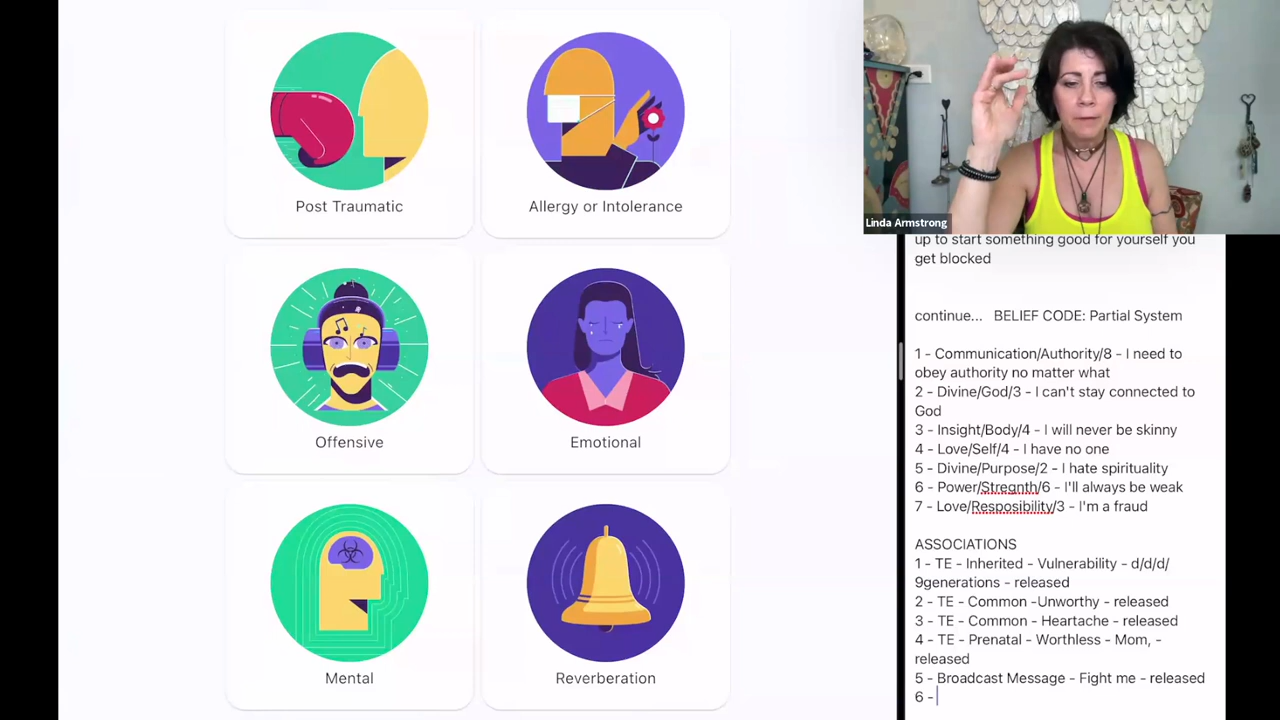 Post Traumatic
Allergy or Intolerance
Offensive
Emotional
Mental
Reverberation
Linda Armstrong
up to start something good for yourself you
get blocked
continue... BELIEF CODE: Partial System
1 - Communication/Authority/8 - I need to
obey authority no matter what
2 - Divine/God/3 - I can't stay connected to
God
3 - Insight/Body/4 - I will never be skinny
4 - Love/Self/4 - I have no one
5 - Divine/Purpose/2 - I hate spirituality
6 - Power/Stregnth/6 - I'll always be weak
7 - Love/Resposibility/3 - I'm a fraud
ASSOCIATIONS
1 - TE - Inherited - Vulnerability - d/d/d/
9generations - released
2 - TE - Common -Unworthy - released
3 - TE - Common - Heartache - released
4 - TE - Prenatal - Worthless - Mom, -
released
5 - Broadcast Message - Fight me - released
6 -